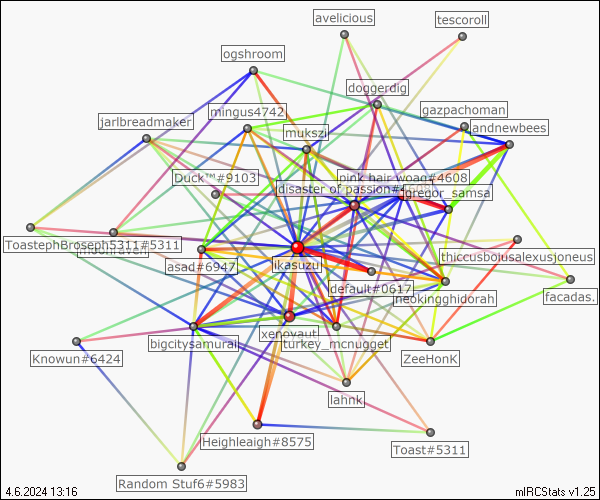 avelicious
tescoroll
ogshroom
doggerdig
gazpachoman
mingus4742
jarlbreadmaker
mukszi
andnewbees
Duck™#9103
pink hair woag#4608
disaster of passion#
gregor_samsa
ToastephBroseph5311#5311
asad#6947
ikasuzu
thiccusboiusalexusjoneus
default#0617
neokingghidorah
facadas.
xenovaut
bigcitysamurai
turkey_mcnugget
Knowun#6424
ZeeHonK
lahnk
Heighleaigh#8575
Toast#5311
Random Stuf6#5983
4.6.2024 13:16
mIRCStats v1.25